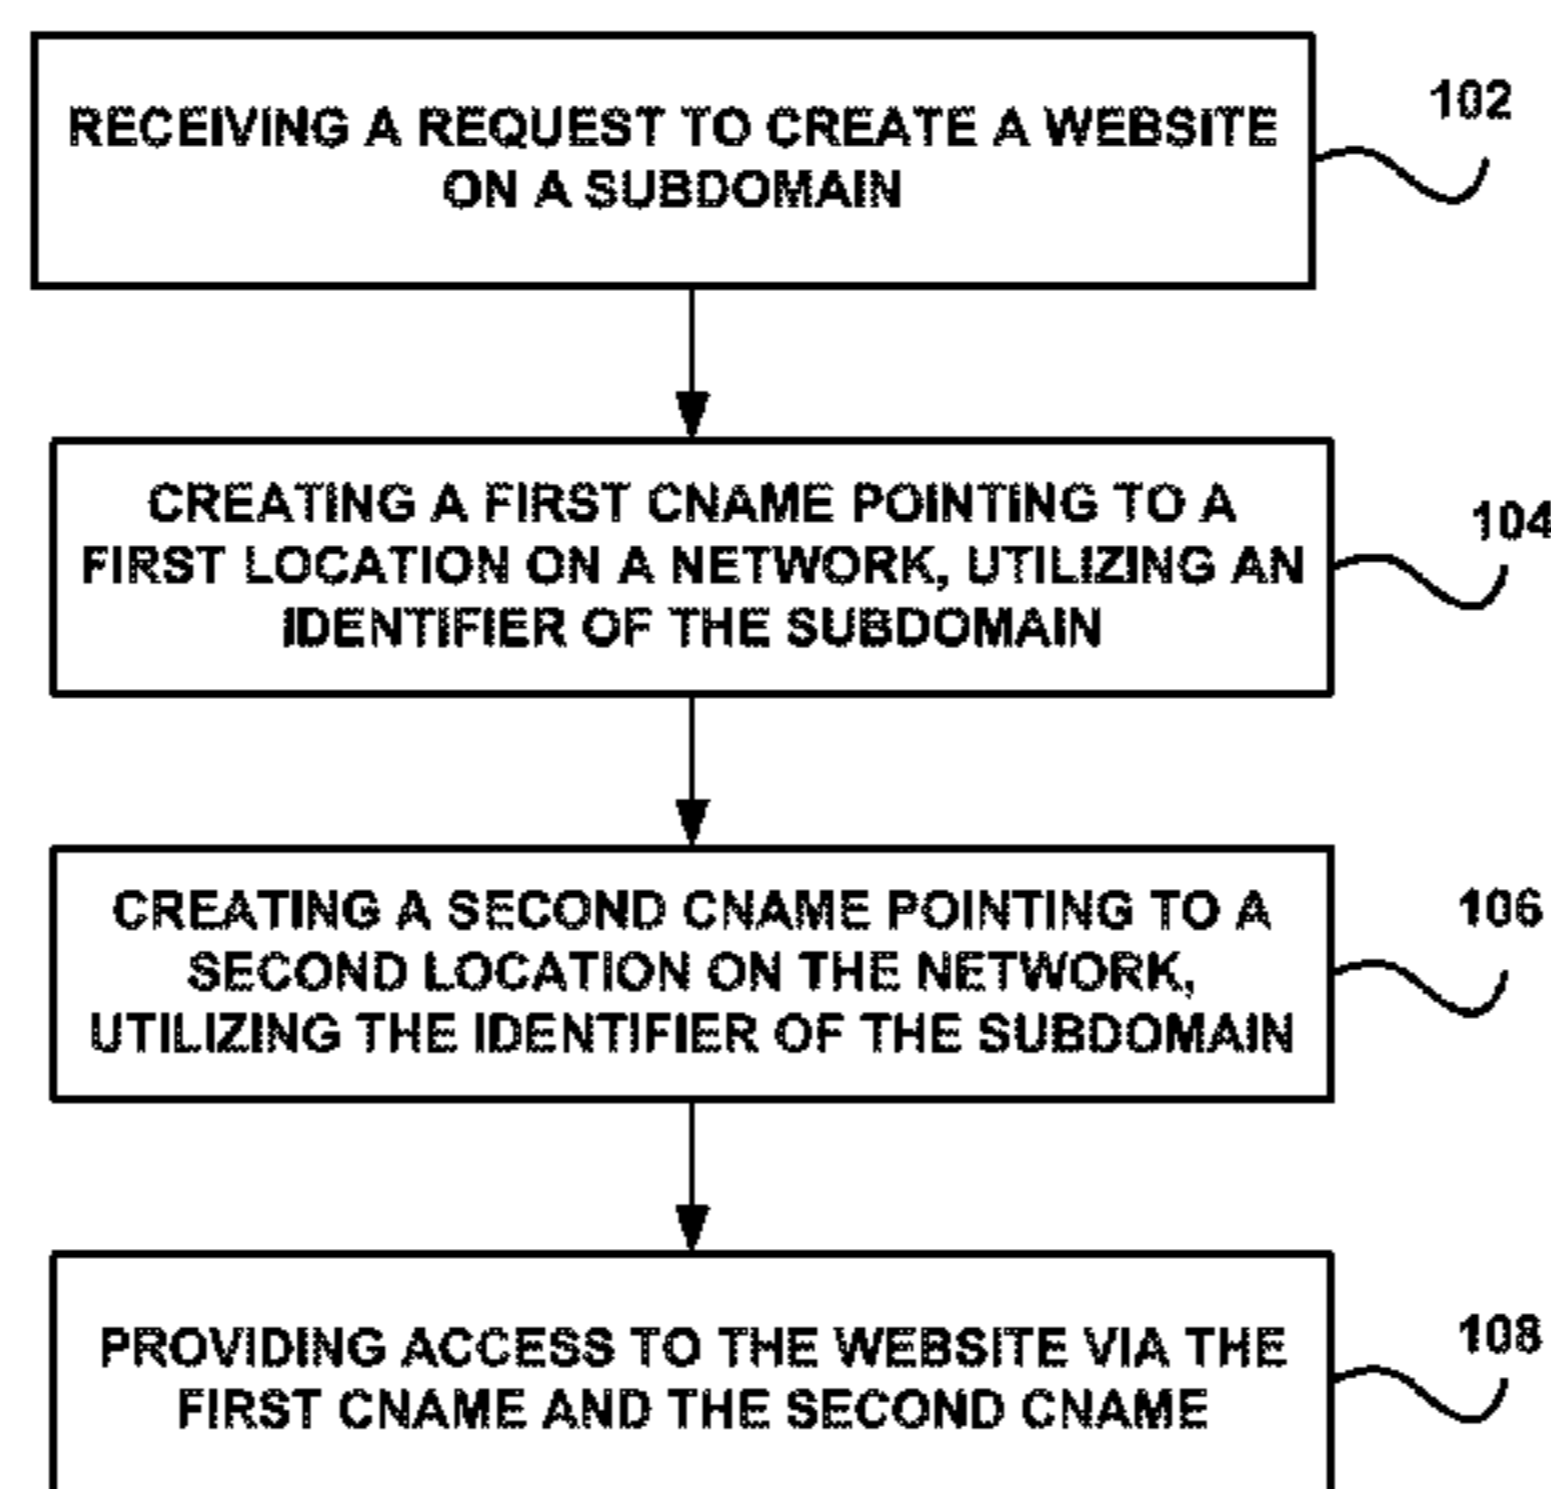 RECEIVING A REQUEST TO CREATE A WEBSITE
ON A SUBDOMAIN
102
CREATING A FIRST CNAME POINTING TO A
FIRST LOCATION ON A NETWORK, UTILIZING AN
IDENTIFIER OF THE SUBDOMAIN
104
CREATING A SECOND CNAME POINTING TO A
SECOND LOCATION ON THE NETWORK,
UTILIZING THE IDENTIFIER OF THE SUBDOMAIN
106
PROVIDING ACCESS TO THE WEBSITE VIA THE
FIRST CNAME AND THE SECOND CNAME
108